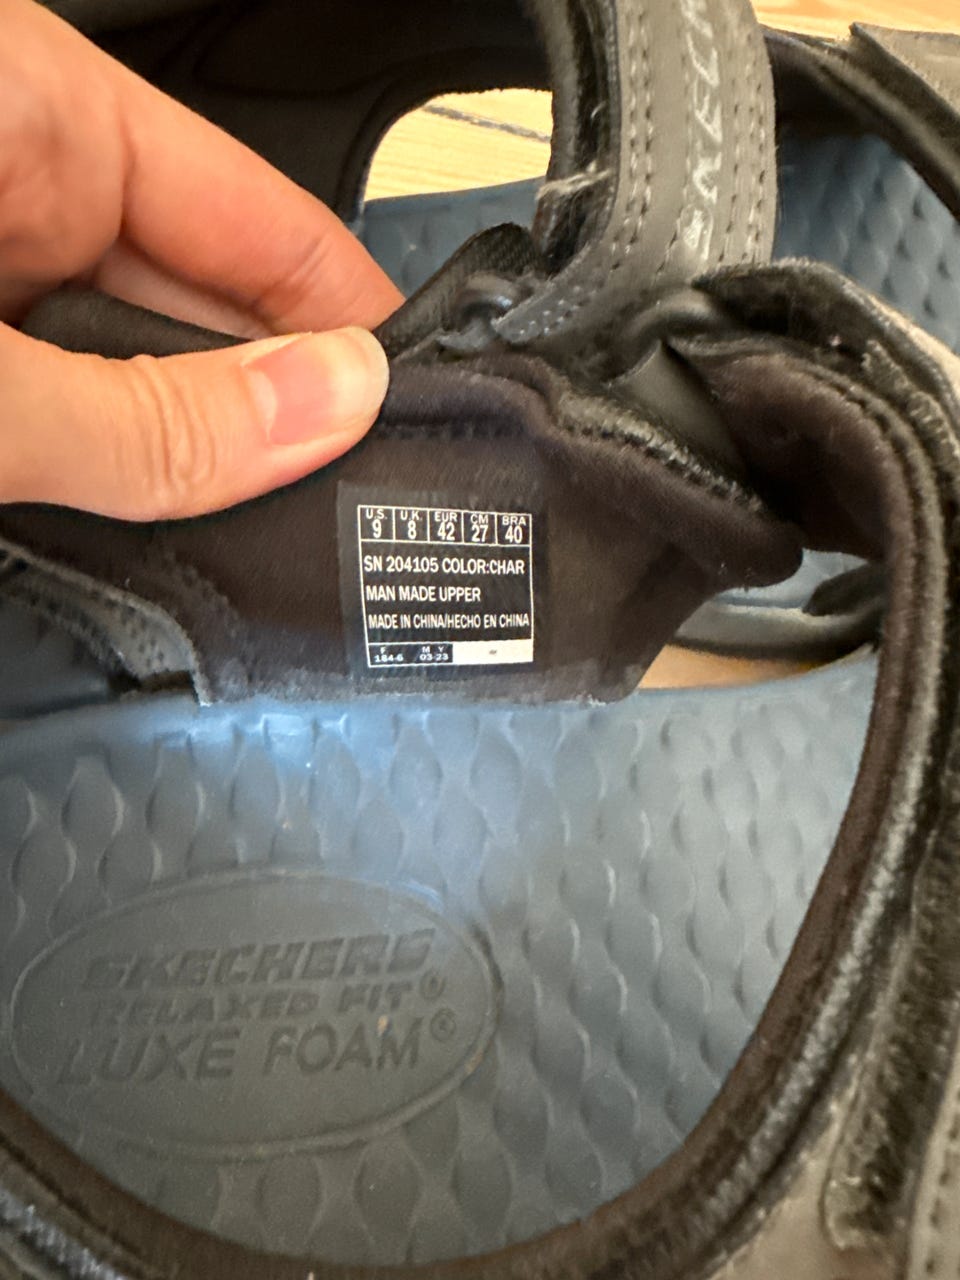 SKECH
U.S. U.K. EUR CM BRA
9 8 42 27 40
SN 204105 COLOR:CHAR
MAN MADE UPPER
MADE IN CHINA/HECHO EN CHINA
F M Y
184-6 03-23
SKECHERS
RELAXED FIT®
LUXE FOAM®